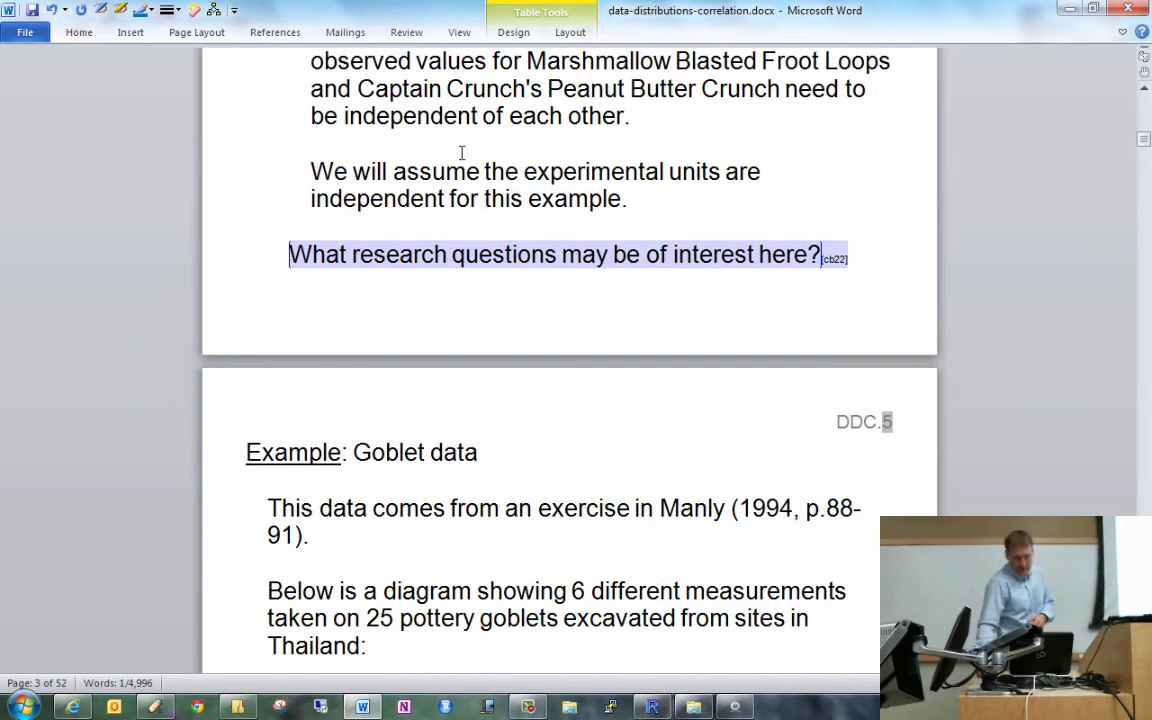 Table Tools
data-distributions-correlation.docx - Microsoft Word
File Home Insert Page Layout References Mailings Review View Design Layout
observed values for Marshmallow Blasted Froot Loops
and Captain Crunch's Peanut Butter Crunch need to
be independent of each other.
We will assume the experimental units are
independent for this example.
What research questions may be of interest here?[cb22]
DDC.5
Example: Goblet data
This data comes from an exercise in Manly (1994, p.88-
91).
Below is a diagram showing 6 different measurements
taken on 25 pottery goblets excavated from sites in
Thailand:
Page: 3 of 52 Words: 1/4,996